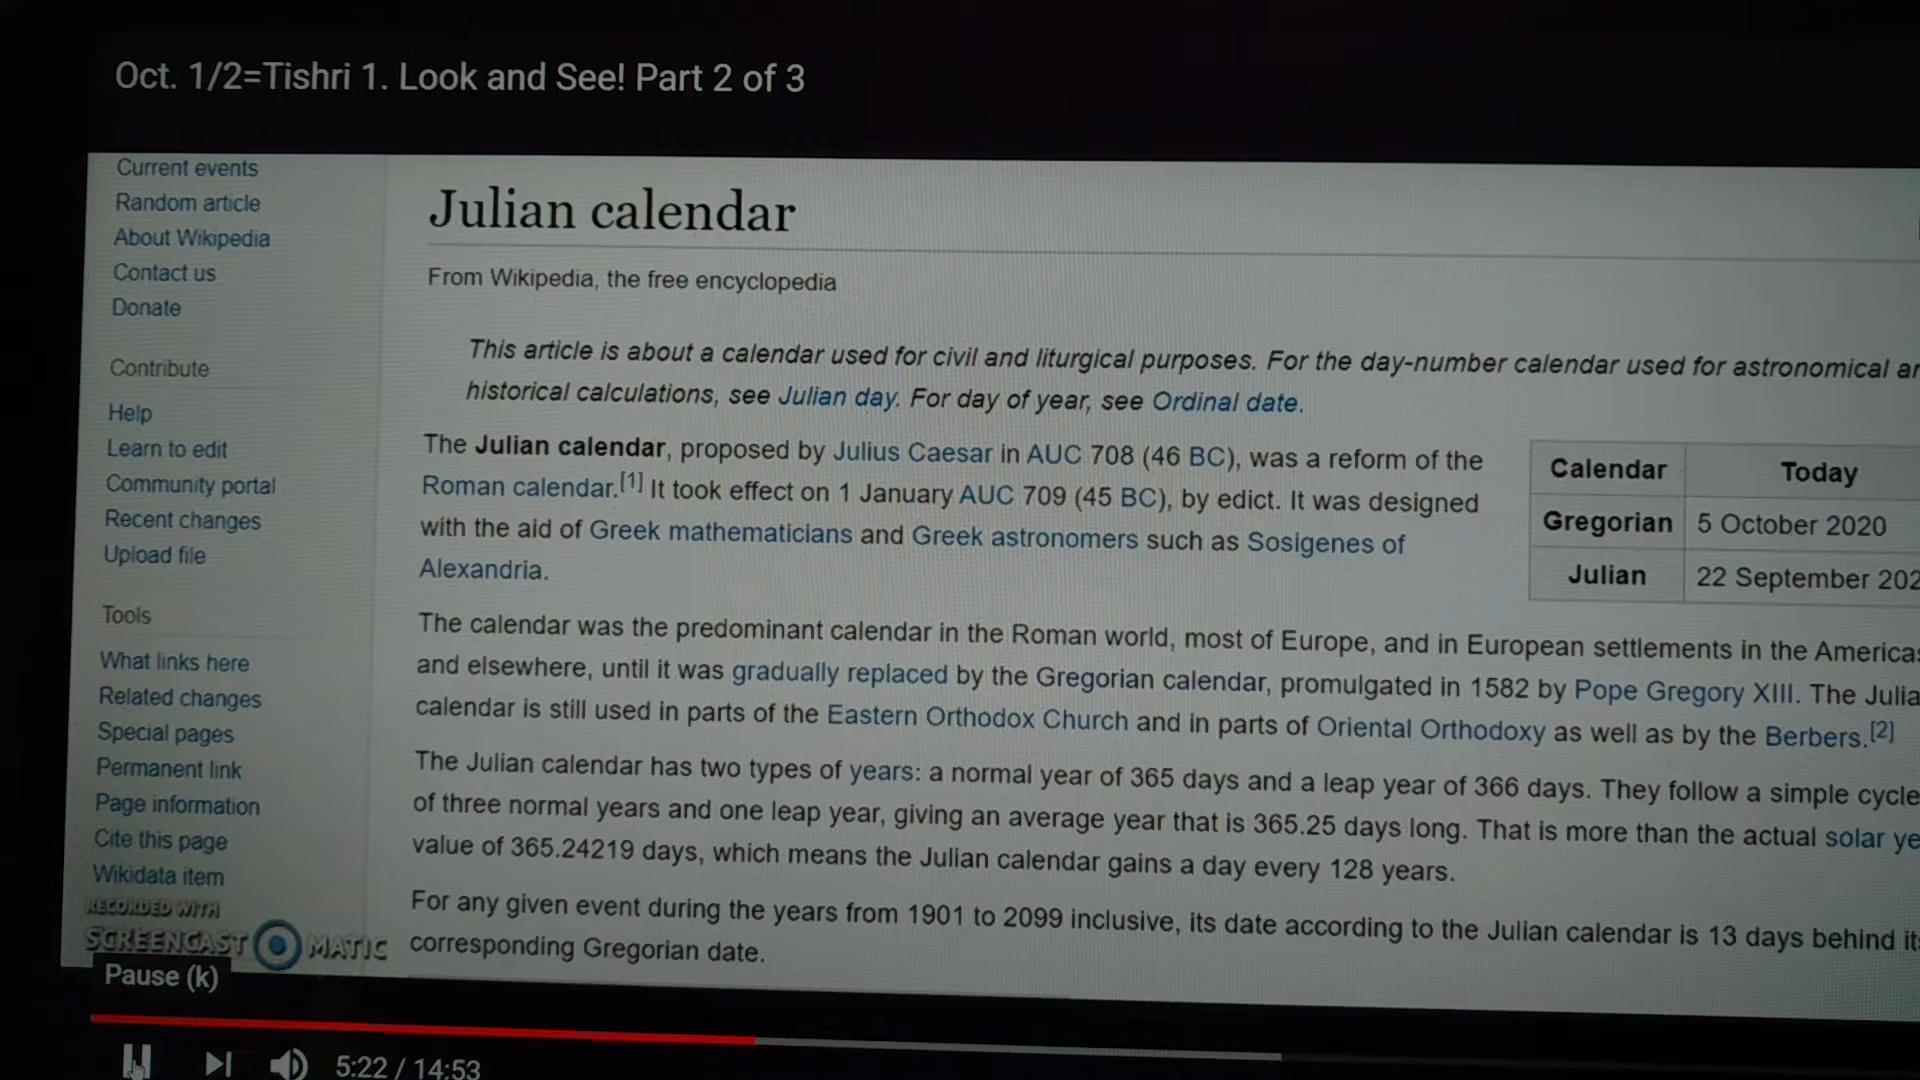 Oct. 1/2=Tishri 1. Look and See! Part 2 of 3
Current events
Random article
About Wikipedia
Contact us
Donate
Contribute
Help
Learn to edit
Community portal
Recent changes
Upload file
Tools
What links here
Related changes
Special pages
Permanent link
Page information
Cite this page
Wikidata item
Julian calendar
From Wikipedia, the free encyclopedia
This article is about a calendar used for civil and liturgical purposes. For the day-number calendar used for astronomical
historical calculations, see Julian day. For day of year, see Ordinal date.
The Julian calendar, proposed by Julius Caesar in AUC 708 (46 BC), was a reform of the
Roman calendar.[1] It took effect on 1 January AUC 709 (45 BC), by edict. It was designed
with the aid of Greek mathematicians and Greek astronomers such as Sosigenes of
Alexandria.
Calendar Today
Gregorian 5 October 2020
Julian 22 September 202
The calendar was the predominant calendar in the Roman world, most of Europe, and in European settlements in the Americas
and elsewhere, until it was gradually replaced by the Gregorian calendar, promulgated in 1582 by Pope Gregory XIII. The Julia
calendar is still used in parts of the Eastern Orthodox Church and in parts of Oriental Orthodoxy as well as by the Berbers.[2]
The Julian calendar has two types of years: a normal year of 365 days and a leap year of 366 days. They follow a simple cycle
of three normal years and one leap year, giving an average year that is 365.25 days long. That is more than the actual solar ye
value of 365.24219 days, which means the Julian calendar gains a day every 128 years.
For any given event during the years from 1901 to 2099 inclusive, its date according to the Julian calendar is 13 days behind its
corresponding Gregorian date.
RECORDED WITH
SCREENCAST MATIC
Pause (k)
5:22 / 14:53